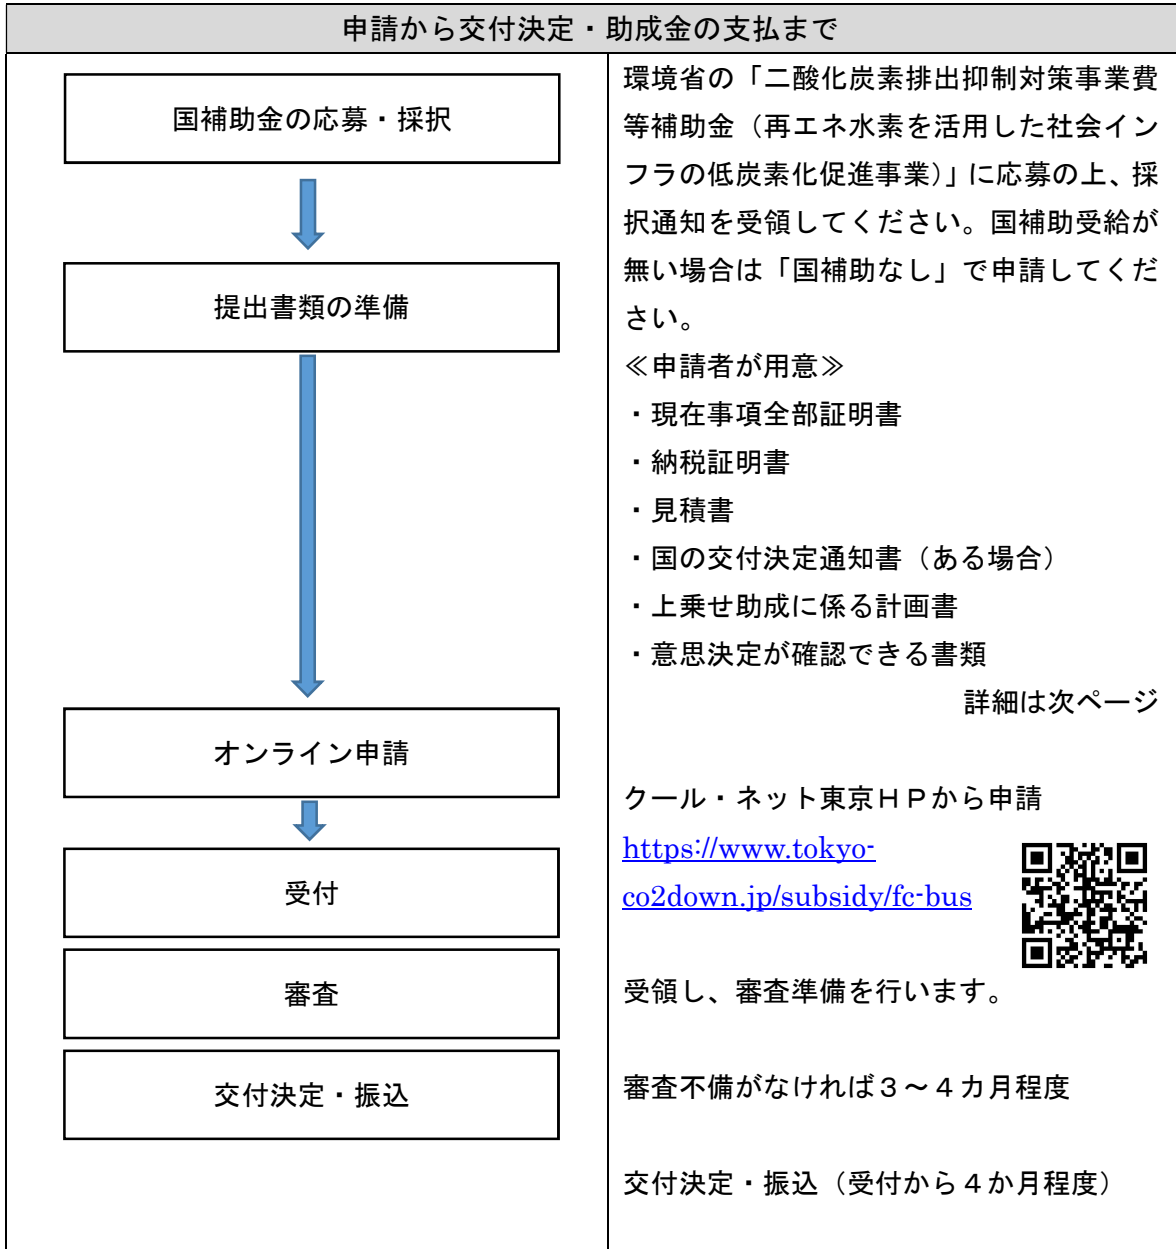 申請から交付決定・助成金の支払まで
国補助金の応募・採択
提出書類の準備
オンライン申請
受付
審査
交付決定・振込
環境省の「二酸化炭素排出抑制対策事業費
等補助金（再エネ水素を活用した社会イン
フラの低炭素化促進事業）」に応募の上、採
択通知を受領してください。国補助受給が
無い場合は「国補助なし」で申請してくだ
さい。
≪申請者が用意≫
・現在事項全部証明書
・納税証明書
・見積書
・国の交付決定通知書（ある場合）
・上乗せ助成に係る計画書
・意思決定が確認できる書類
詳細は次ページ
クール・ネット東京ＨＰから申請
https://www.tokyo-
co2down.jp/subsidy/fc-bus
受領し、審査準備を行います。
審査不備がなければ３～４カ月程度
交付決定・振込（受付から４か月程度）